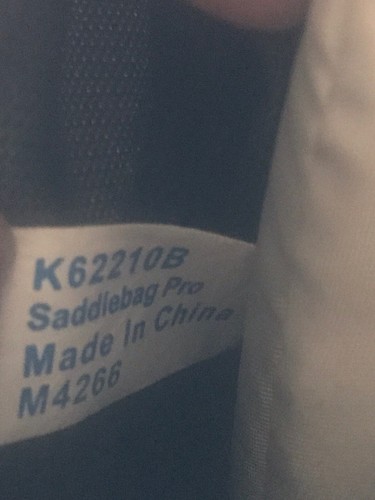 K62210B
Saddlebag Pro
Made In China
M4266